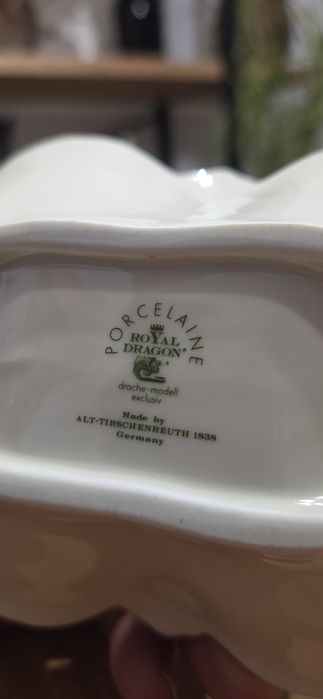 PORCELAINE
ROYAL
DRAGON®
drache-modell
exclusiv
Made by
ALT-TIRSCHENREUTH 1838
Germany